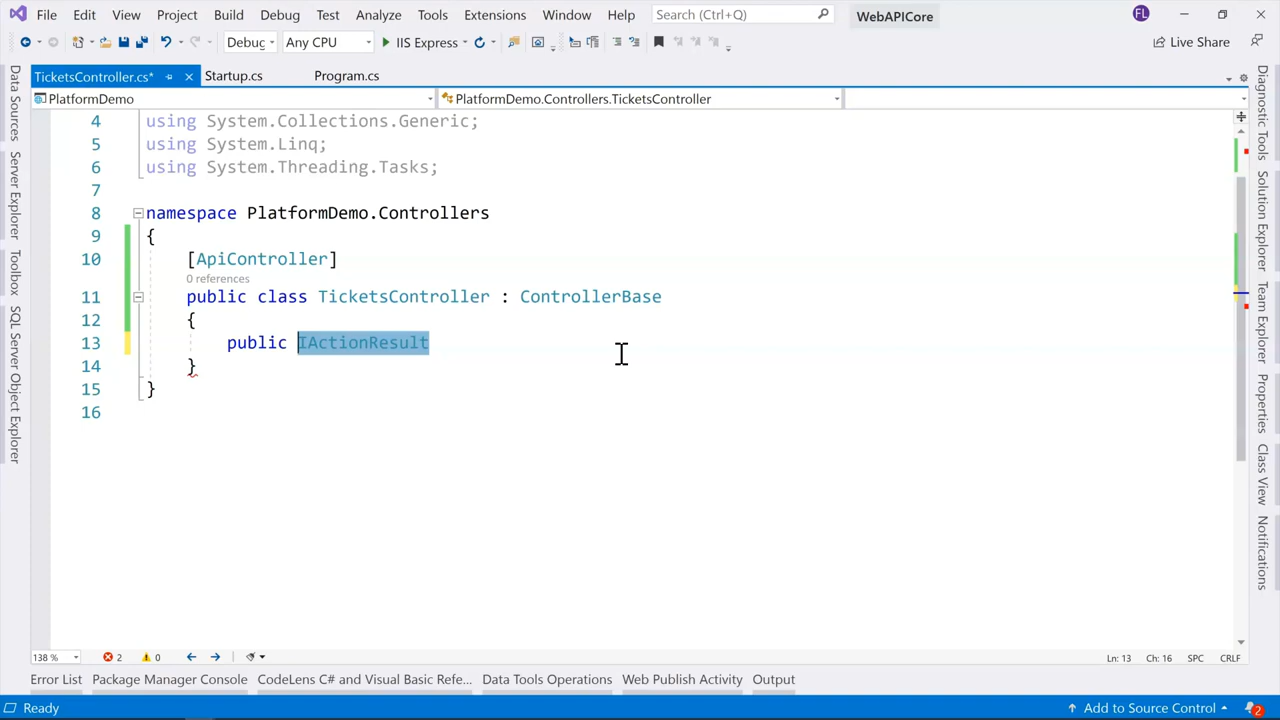 File Edit View Project Build Debug Test Analyze Tools Extensions Window Help Search (Ctrl+Q) WebAPICore FL
Debug Any CPU IIS Express Live Share
TicketsController.cs* Startup.cs Program.cs
PlatformDemo PlatformDemo.Controllers.TicketsController
4 using System.Collections.Generic;
5 using System.Linq;
6 using System.Threading.Tasks;
7
8 namespace PlatformDemo.Controllers
9 {
10 [ApiController]
0 references
11 public class TicketsController : ControllerBase
12 {
13 public IActionResult
14 }
15 }
16
Data Sources
Server Explorer
Toolbox
SQL Server Object Explorer
Diagnostic Tools
Solution Explorer
Team Explorer
Properties
Class View
Notifications
138 % 2 0 Ln: 13 Ch: 16 SPC CRLF
Error List Package Manager Console CodeLens C# and Visual Basic Refe... Data Tools Operations Web Publish Activity Output
Ready Add to Source Control 2